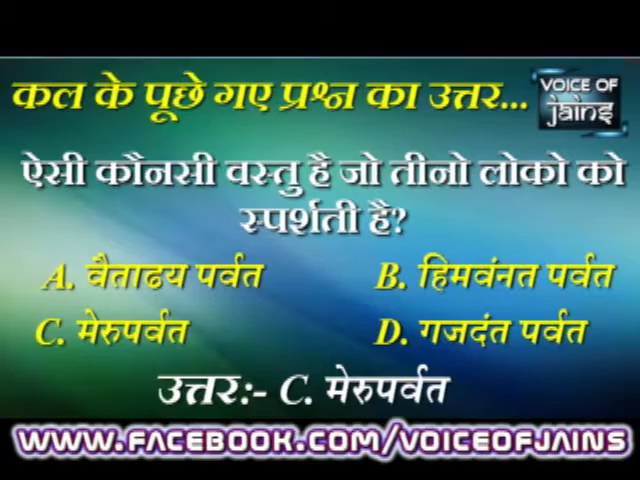 कल के पूछे गए प्रश्न का उत्तर...
VOICE OF
jains
ऐसी कौनसी वस्तु है जो तीनो लोको को
स्पर्शती है?
A. वैताढय पर्वत B. हिमवंनत पर्वत
C. मेरुपर्वत D. गजदंत पर्वत
उत्तर:- C. मेरुपर्वत
WWW.FACEBOOK.COM/VOICEOFJAINS